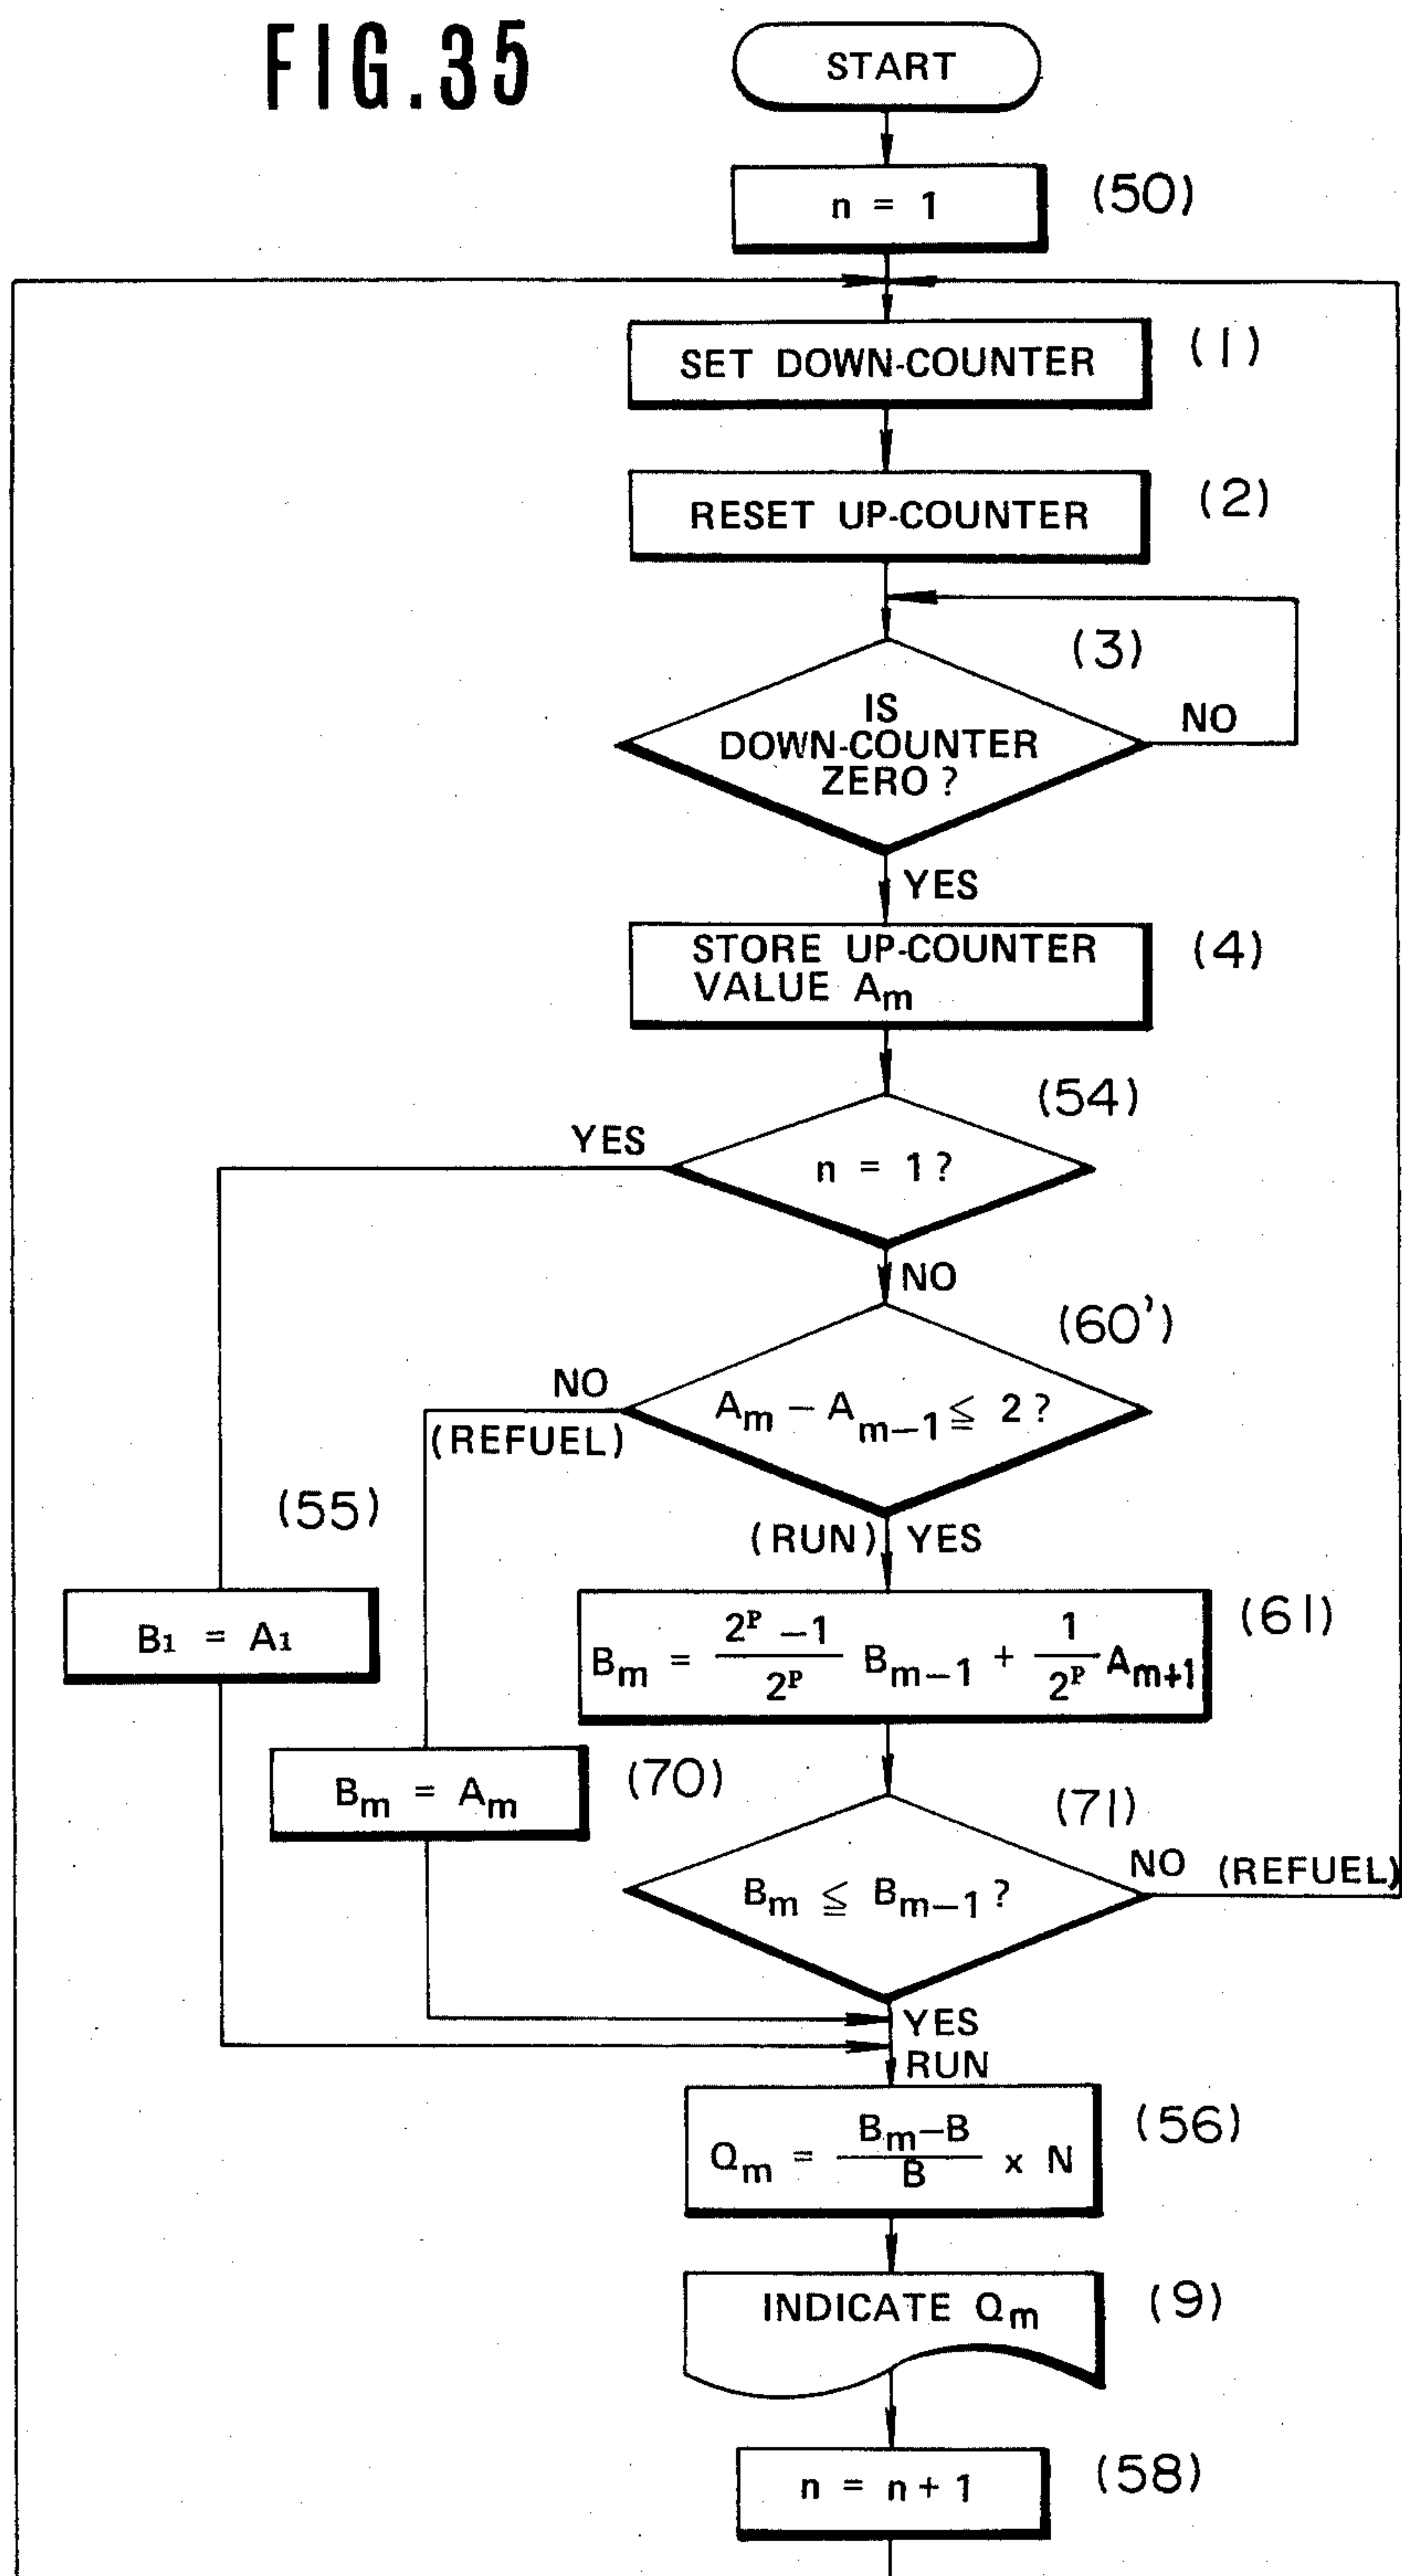 FIG.35
START
n = 1
(50)
SET DOWN-COUNTER
(1)
RESET UP-COUNTER
(2)
(3)
IS
DOWN-COUNTER
ZERO ?
NO
YES
STORE UP-COUNTER
VALUE Am
(4)
(54)
YES
n = 1 ?
NO
(60')
NO
(REFUEL)
Am − Am−1 ≦ 2 ?
(RUN) YES
(55)
B1 = A1
Bm = (2^P −1)/(2^P) Bm−1 + 1/(2^P) Am+1
(61)
Bm = Am
(70)
(71)
Bm ≦ Bm−1 ?
NO (REFUEL)
YES
RUN
Qm = (Bm−B)/B x N
(56)
INDICATE Qm
(9)
n = n + 1
(58)